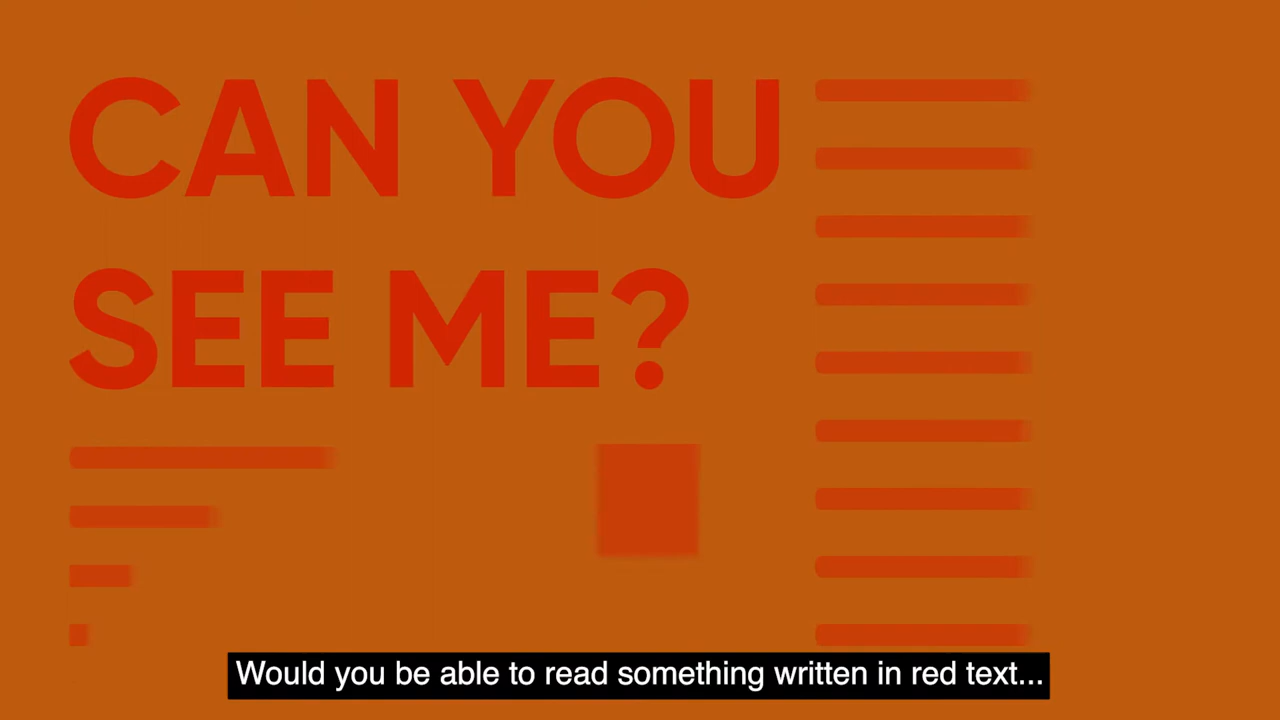 CAN YOU
SEE ME?
Would you be able to read something written in red text...